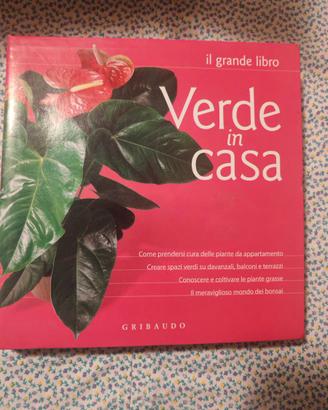 il grande libro
Verde
in
casa
Come prendersi cura delle piante da appartamento
Creare spazi verdi su davanzali, balconi e terrazzi
Conoscere e coltivare le piante grasse
Il meraviglioso mondo dei bonsai
GRIBAUDO